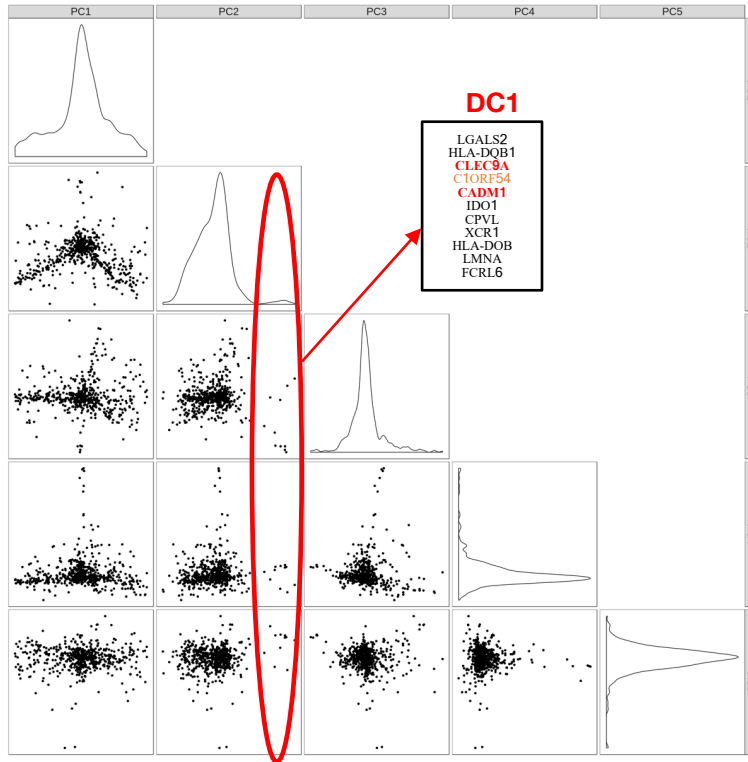 PC1 PC2 PC3 PC4 PC5
DC1
LGALS2
HLA-DQB1
CLEC9A
C1ORF54
CADM1
IDO1
CPVL
XCR1
HLA-DOB
LMNA
FCRL6